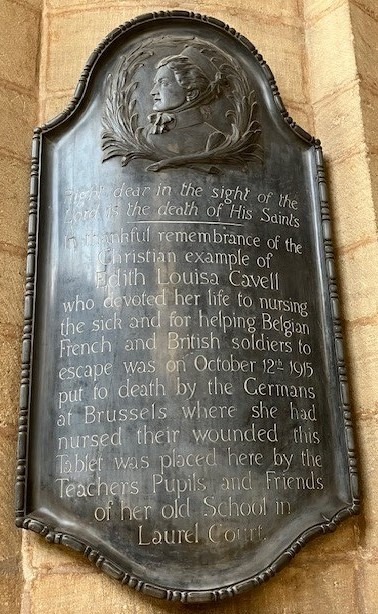 Right dear in the sight of the
Lord is the death of His Saints
In thankful remembrance of the
Christian example of
Edith Louisa Cavell
who devoted her life to nursing
the sick and for helping Belgian
French and British soldiers to
escape was on October 12th 1915
put to death by the Germans
at Brussels where she had
nursed their wounded this
Tablet was placed here by the
Teachers Pupils and Friends
of her old School in
Laurel Court.